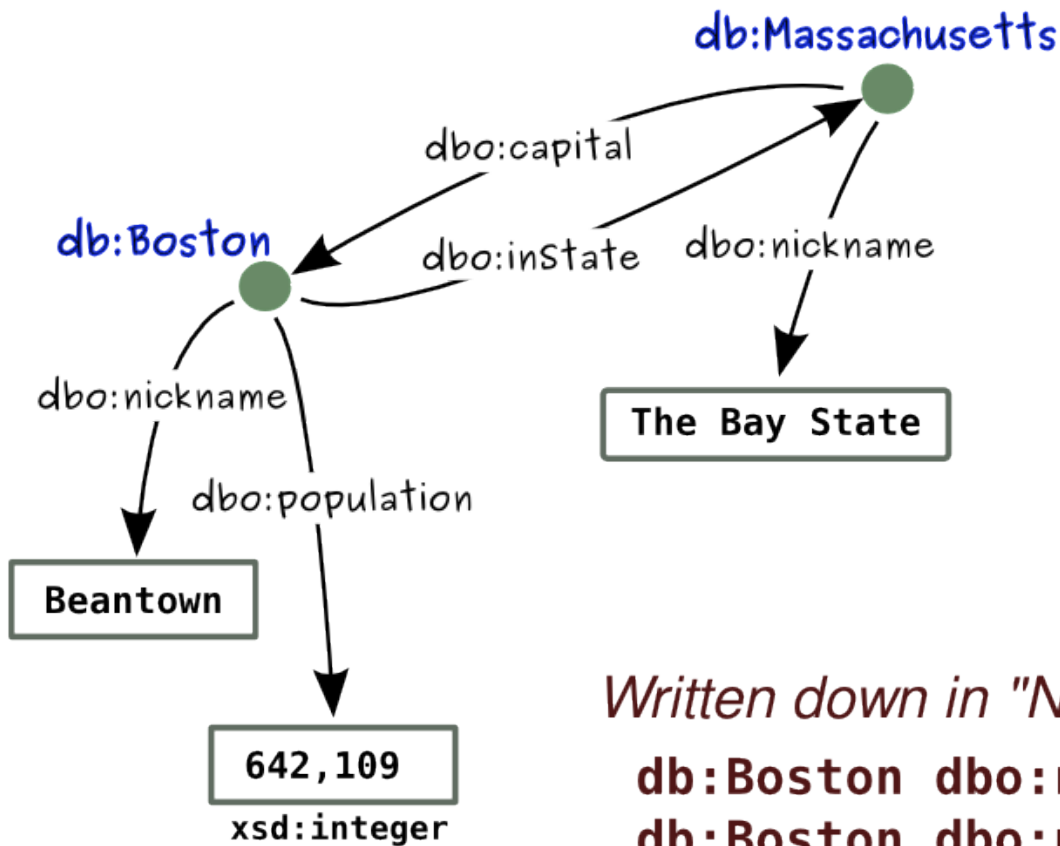 db:Massachusetts
dbo:capital
db:Boston
dbo:inState
dbo:nickname
dbo:nickname
The Bay State
dbo:population
Beantown
Written down in "N
642,109
db:Boston dbo:
xsd:integer
db:Boston dbo: